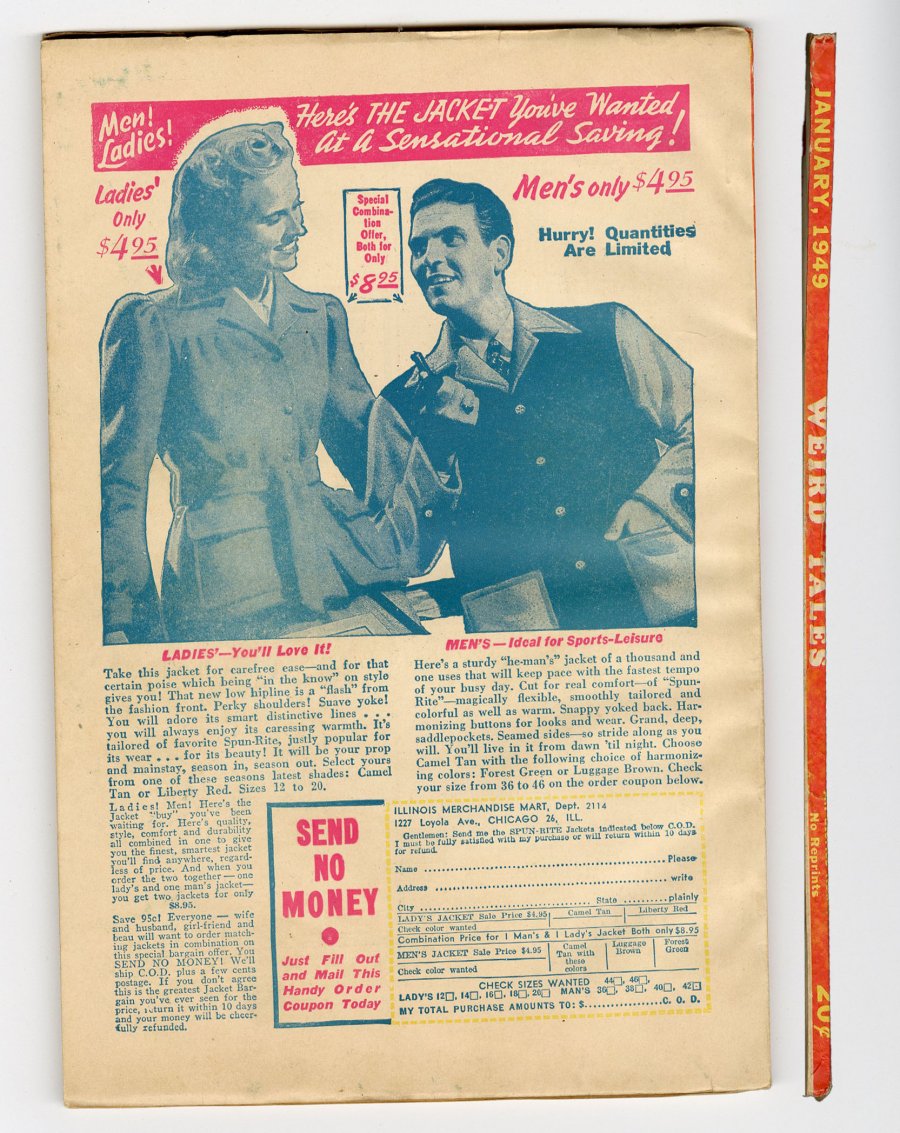 Men!
Ladies!
Here's THE JACKET You've Wanted
At A Sensational Saving!
Ladies'
Only
$4.95
Special
Combina-
tion
Offer,
Both for
Only
$8.95
Men's only $4.95
Hurry! Quantities
Are Limited
LADIES'—You'll Love It!
Take this jacket for carefree ease—and for that
certain poise which being "in the know" on style
gives you! That new low hipline is a "flash" from
the fashion front. Perky shoulders! Suave yoke!
You will adore its smart distinctive lines . . .
you will always enjoy its caressing warmth. It's
tailored of favorite Spun-Rite, justly popular for
its wear . . . for its beauty! It will be your prop
and mainstay, season in, season out. Select yours
from one of these seasons latest shades: Camel
Tan or Liberty Red. Sizes 12 to 20.
MEN'S—Ideal for Sports-Leisure
Here's a sturdy "he-man's" jacket of a thousand and
one uses that will keep pace with the fastest tempo
of your busy day. Cut for real comfort—of "Spun-
Rite"—magically flexible, smoothly tailored and
colorful as well as warm. Snappy yoked back. Har-
monizing buttons for looks and wear. Grand, deep,
saddlepockets. Seamed sides—so stride along as you
will. You'll live in it from dawn 'til night. Choose
Camel Tan with the following choice of harmoniz-
ing colors: Forest Green or Luggage Brown. Check
your size from 36 to 46 on the order coupon below.
Ladies! Men! Here's the
Jacket "buy" you've been
waiting for. Here's quality,
style, comfort and durability
all combined in one to give
you the finest, smartest jacket
you'll find anywhere, regard-
less of price. And when you
order the two together—one
lady's and one man's jacket—
you get two jackets for only
$8.95.
Save 95c! Everyone — wife
and husband, girl-friend and
beau will want to order match-
ing jackets in combination on
this special bargain offer. You
SEND NO MONEY! We'll
ship C.O.D. plus a few cents
postage. If you don't agree
this is the greatest Jacket Bar-
gain you've ever seen for the
price, return it within 10 days
and your money will be cheer-
fully refunded.
SEND
NO
MONEY
Just Fill Out
and Mail This
Handy Order
Coupon Today
ILLINOIS MERCHANDISE MART, Dept. 2114
1227 Loyola Ave., CHICAGO 26, ILL.
Gentlemen: Send me the SPUN-RITE Jackets indicated below C.O.D.
I must be fully satisfied with my purchase or will return within 10 days
for refund.
Name Please
Address write
City State plainly
LADY'S JACKET Sale Price $4.95 Camel Tan Liberty Red
Check color wanted
Combination Price for 1 Man's & 1 Lady's Jacket Both only $8.95
MEN'S JACKET Sale Price $4.95 Camel Tan with these colors Luggage Brown Forest Green
Check color wanted
CHECK SIZES WANTED 44☐, 46☐,
LADY'S 12☐, 14☐, 16☐, 18☐, 20☐ MAN'S 36☐, 38☐, 40☐, 42☐
MY TOTAL PURCHASE AMOUNTS TO: $ C. O. D.
JANUARY, 1949
WEIRD TALES
No Reprints
20¢